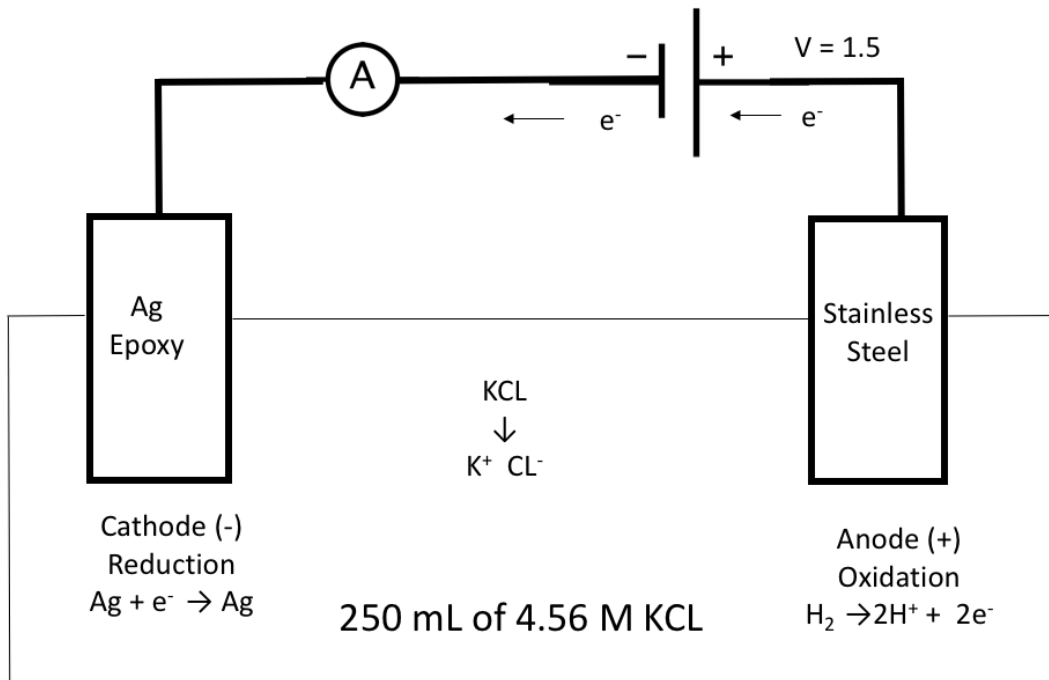 − + V = 1.5
A
e⁻ e⁻
Ag
Epoxy
Stainless
Steel
KCL
↓
K⁺ CL⁻
Cathode (-)
Reduction
Ag + e⁻ → Ag
Anode (+)
Oxidation
H₂ →2H⁺ + 2e⁻
250 mL of 4.56 M KCL